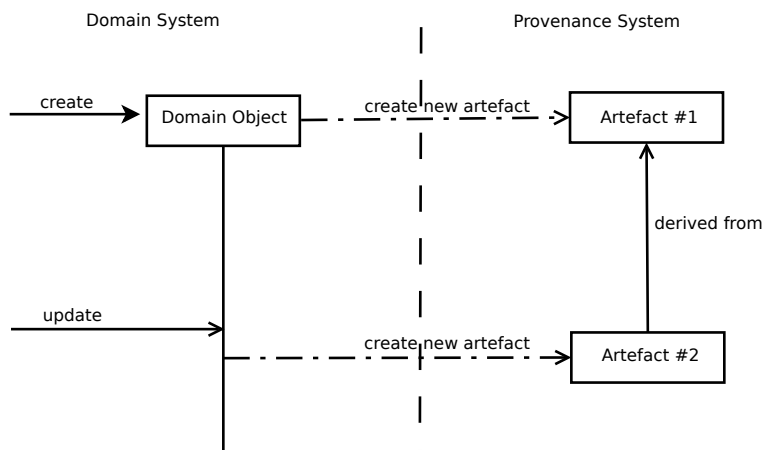 Domain System
Provenance System
create
Domain Object
create new artefact
Artefact #1
derived from
update
create new artefact
Artefact #2